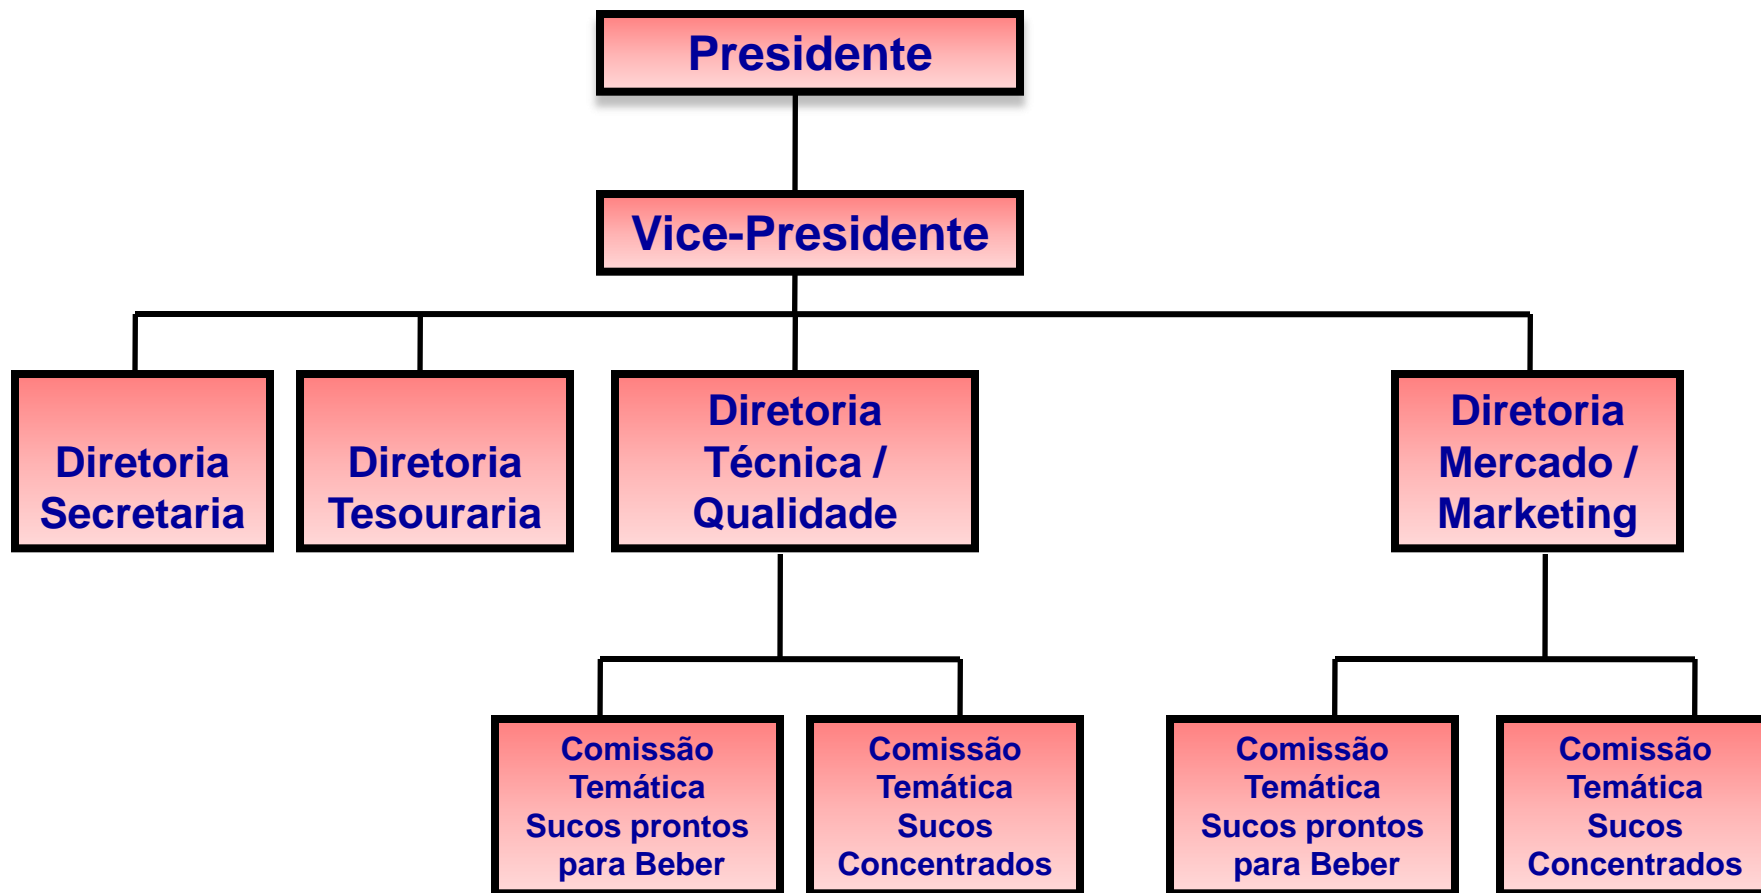 Presidente
Vice-Presidente
Diretoria
Secretaria
Diretoria
Tesouraria
Diretoria
Técnica /
Qualidade
Diretoria
Mercado /
Marketing
Comissão
Temática
Sucos prontos
para Beber
Comissão
Temática
Sucos
Concentrados
Comissão
Temática
Sucos prontos
para Beber
Comissão
Temática
Sucos
Concentrados